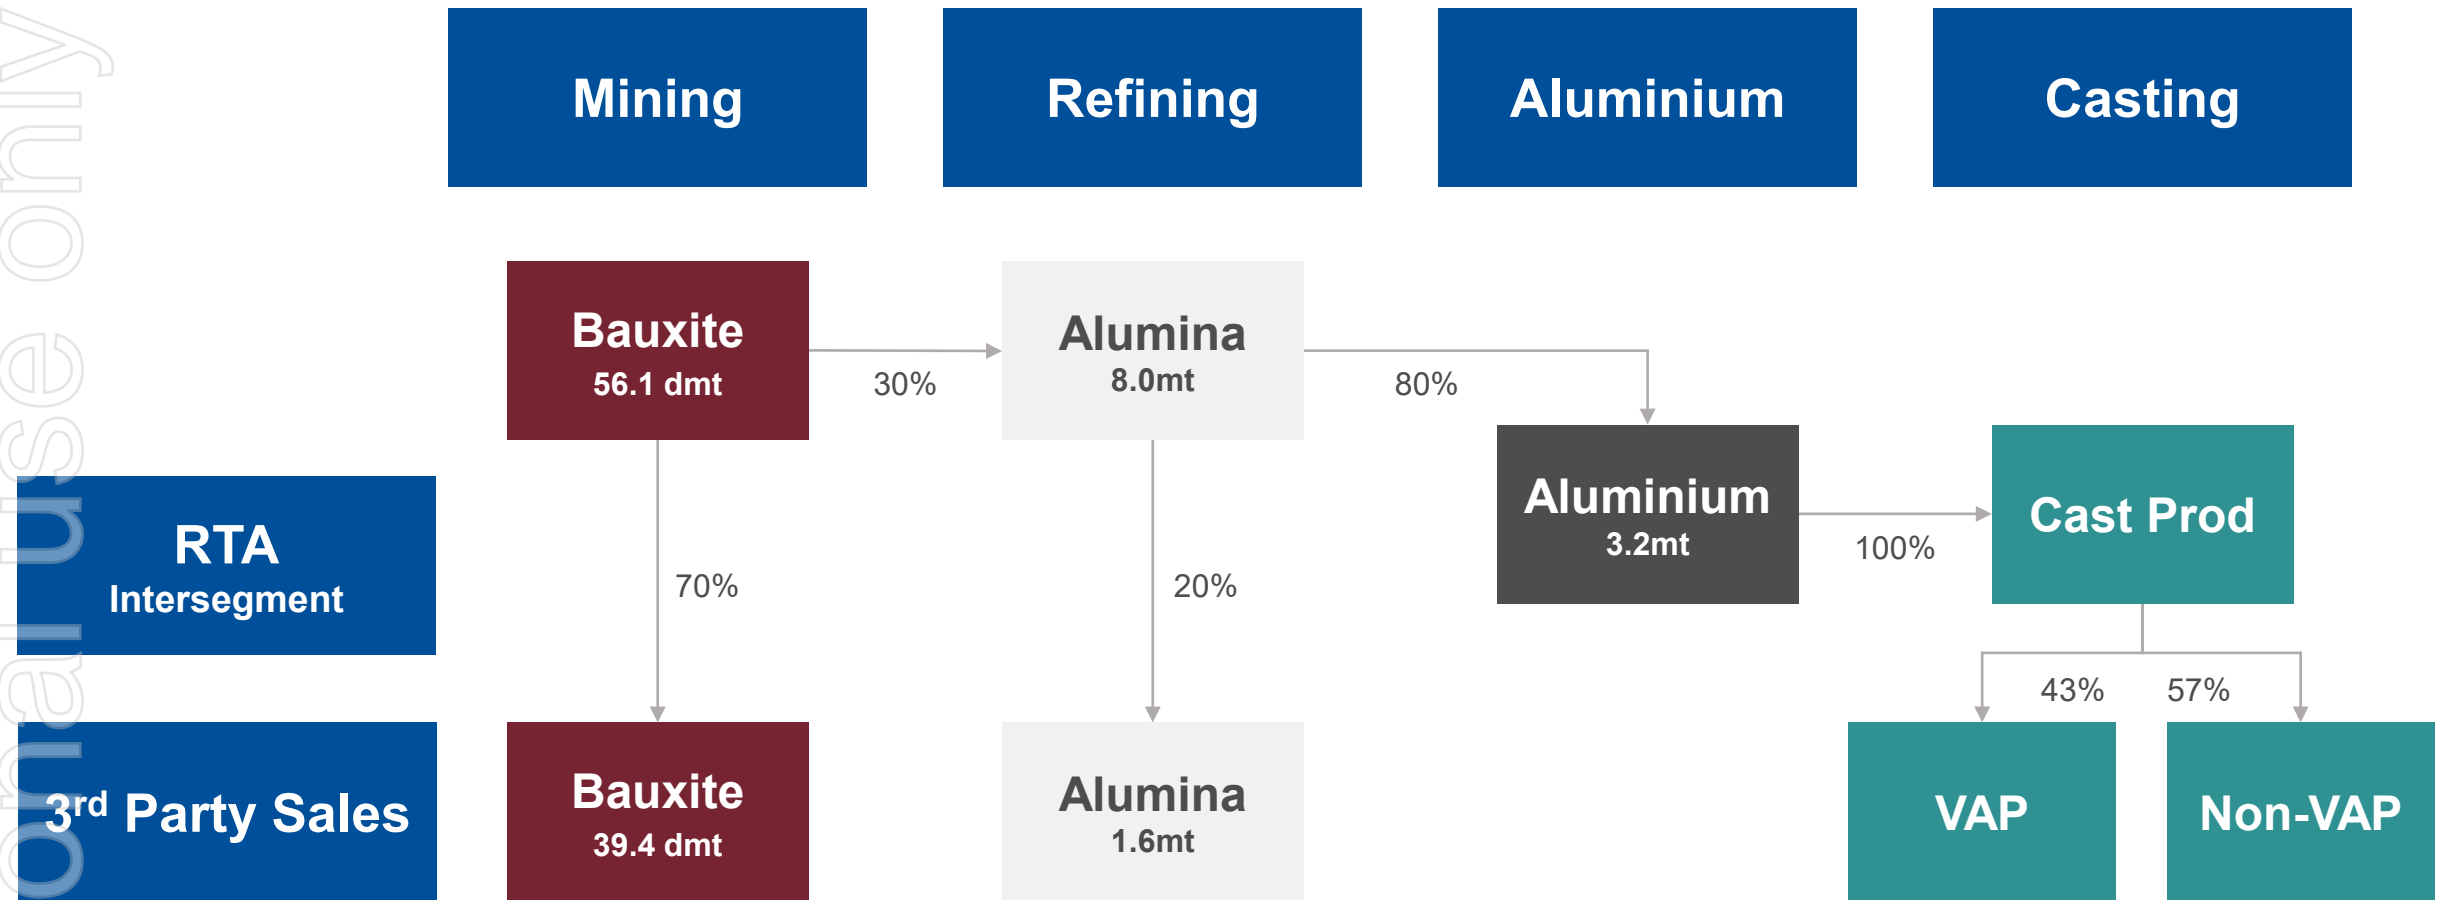 Mining
Refining
Aluminium
Casting
Bauxite
56.1 dmt
30%
Alumina
8.0mt
80%
Aluminium
3.2mt
100%
Cast Prod
RTA
Intersegment
70%
20%
43%
57%
3rd Party Sales
Bauxite
39.4 dmt
Alumina
1.6mt
VAP
Non-VAP
use only